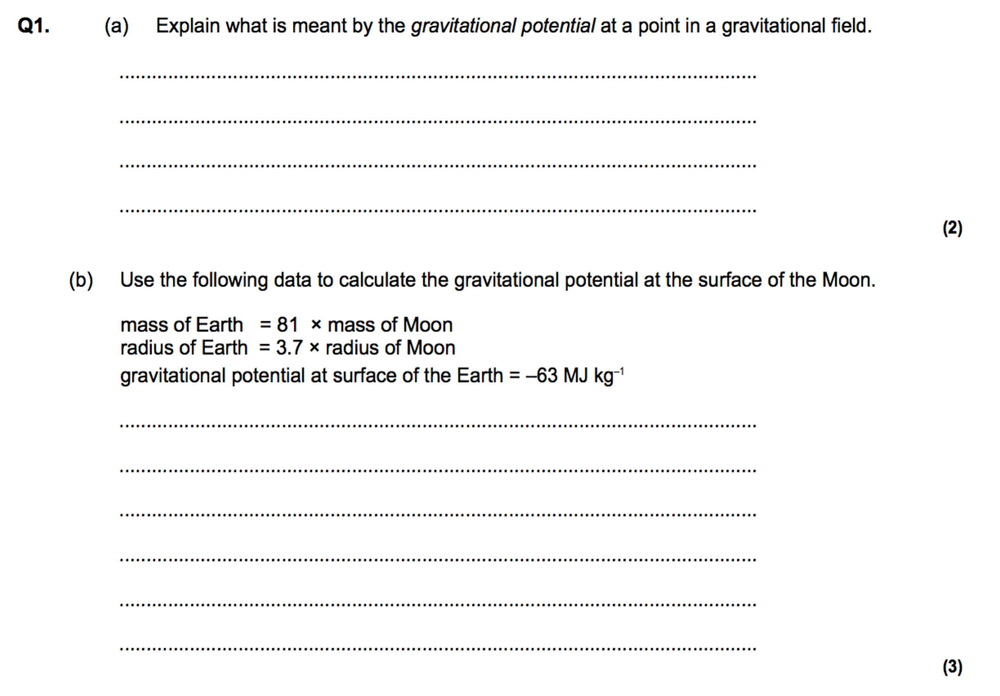 Q1. (a) Explain what is meant by the gravitational potential at a point in a gravitational field.
........................................................................................................................
........................................................................................................................
........................................................................................................................
........................................................................................................................
(2)
(b) Use the following data to calculate the gravitational potential at the surface of the Moon.
mass of Earth = 81 × mass of Moon
radius of Earth = 3.7 × radius of Moon
gravitational potential at surface of the Earth = –63 MJ kg⁻¹
........................................................................................................................
........................................................................................................................
........................................................................................................................
........................................................................................................................
........................................................................................................................
........................................................................................................................
(3)